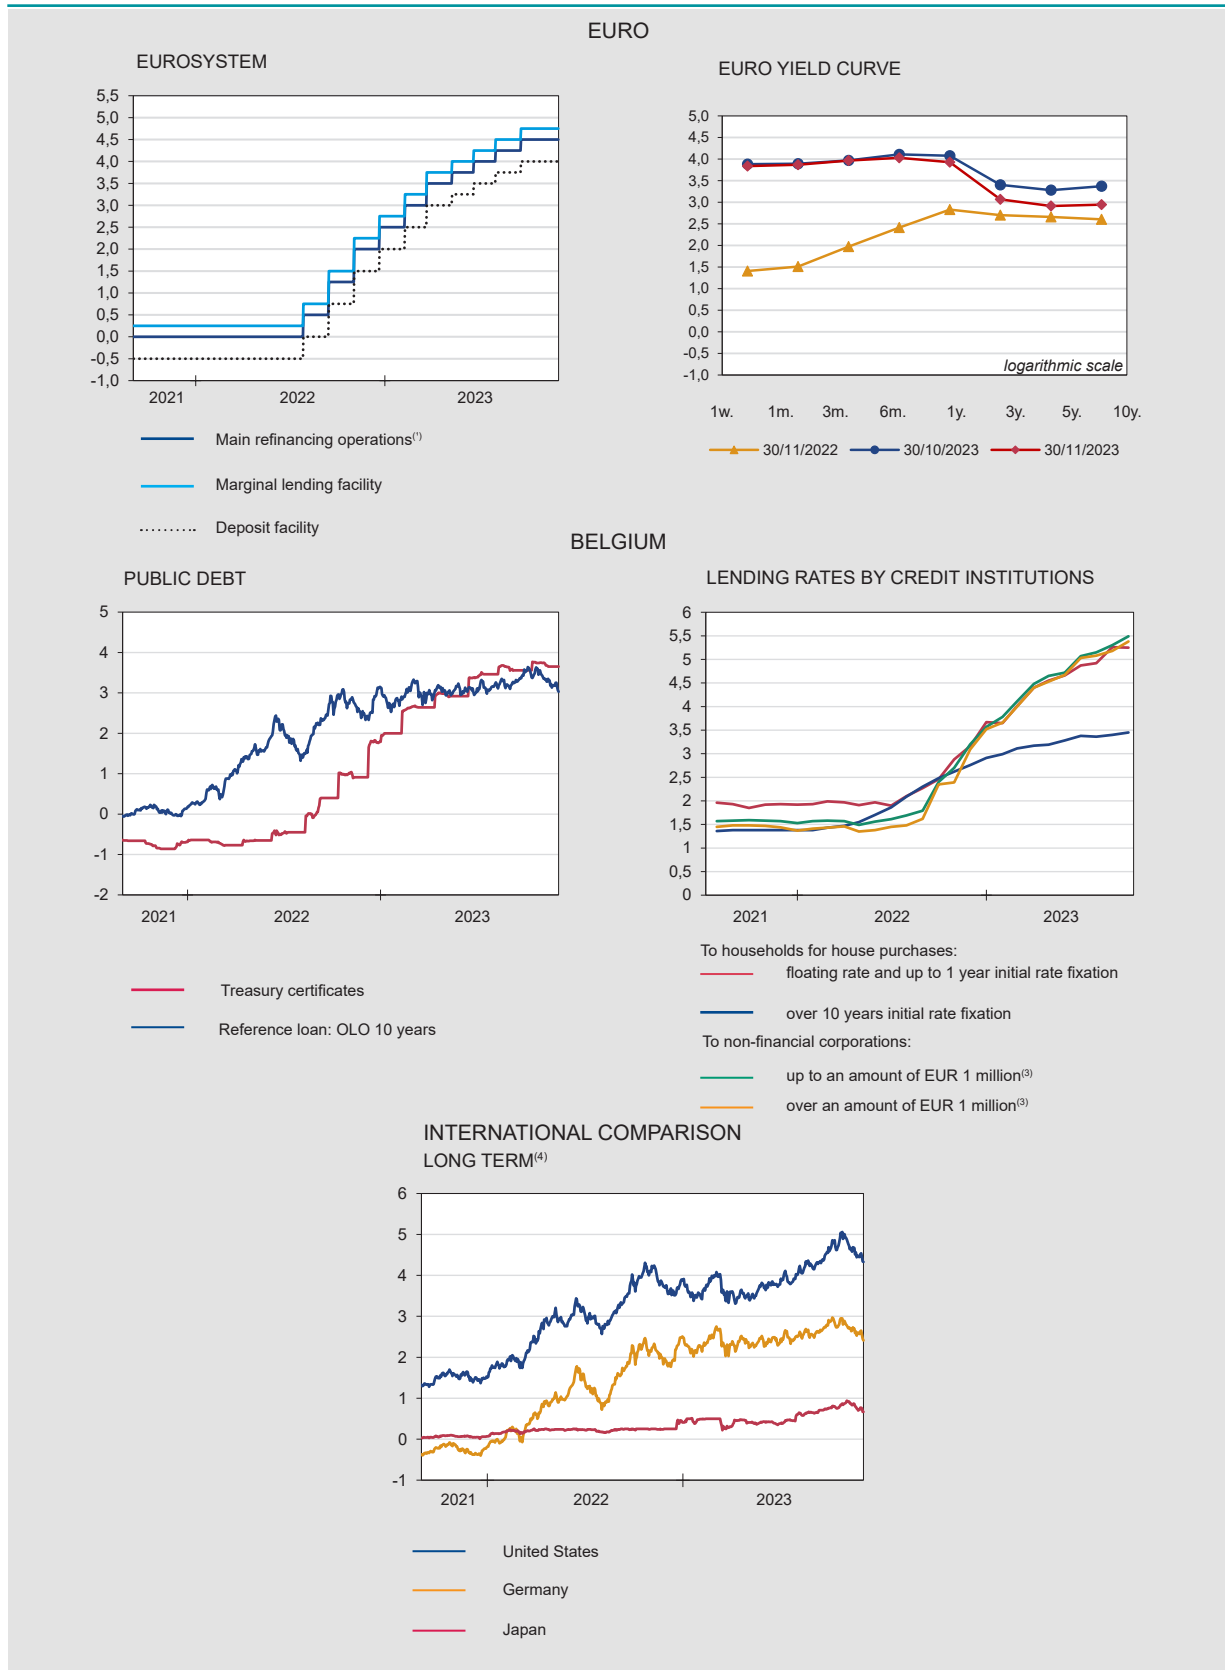 EURO
EUROSYSTEM
5,5
5,0
4,5
4,0
3,5
3,0
2,5
2,0
1,5
1,0
0,5
0,0
-0,5
-1,0
2021 2022 2023
Main refinancing operations(¹)
Marginal lending facility
Deposit facility
EURO YIELD CURVE
5,0
4,5
4,0
3,5
3,0
2,5
2,0
1,5
1,0
0,5
0,0
-0,5
-1,0
logarithmic scale
1w. 1m. 3m. 6m. 1y. 3y. 5y. 10y.
30/11/2022 30/10/2023 30/11/2023
BELGIUM
PUBLIC DEBT
5
4
3
2
1
0
-1
-2
2021 2022 2023
Treasury certificates
Reference loan: OLO 10 years
LENDING RATES BY CREDIT INSTITUTIONS
6
5,5
5
4,5
4
3,5
3
2,5
2
1,5
1
0,5
0
2021 2022 2023
To households for house purchases:
floating rate and up to 1 year initial rate fixation
over 10 years initial rate fixation
To non-financial corporations:
up to an amount of EUR 1 million(3)
over an amount of EUR 1 million(3)
INTERNATIONAL COMPARISON
LONG TERM(4)
6
5
4
3
2
1
0
-1
2021 2022 2023
United States
Germany
Japan